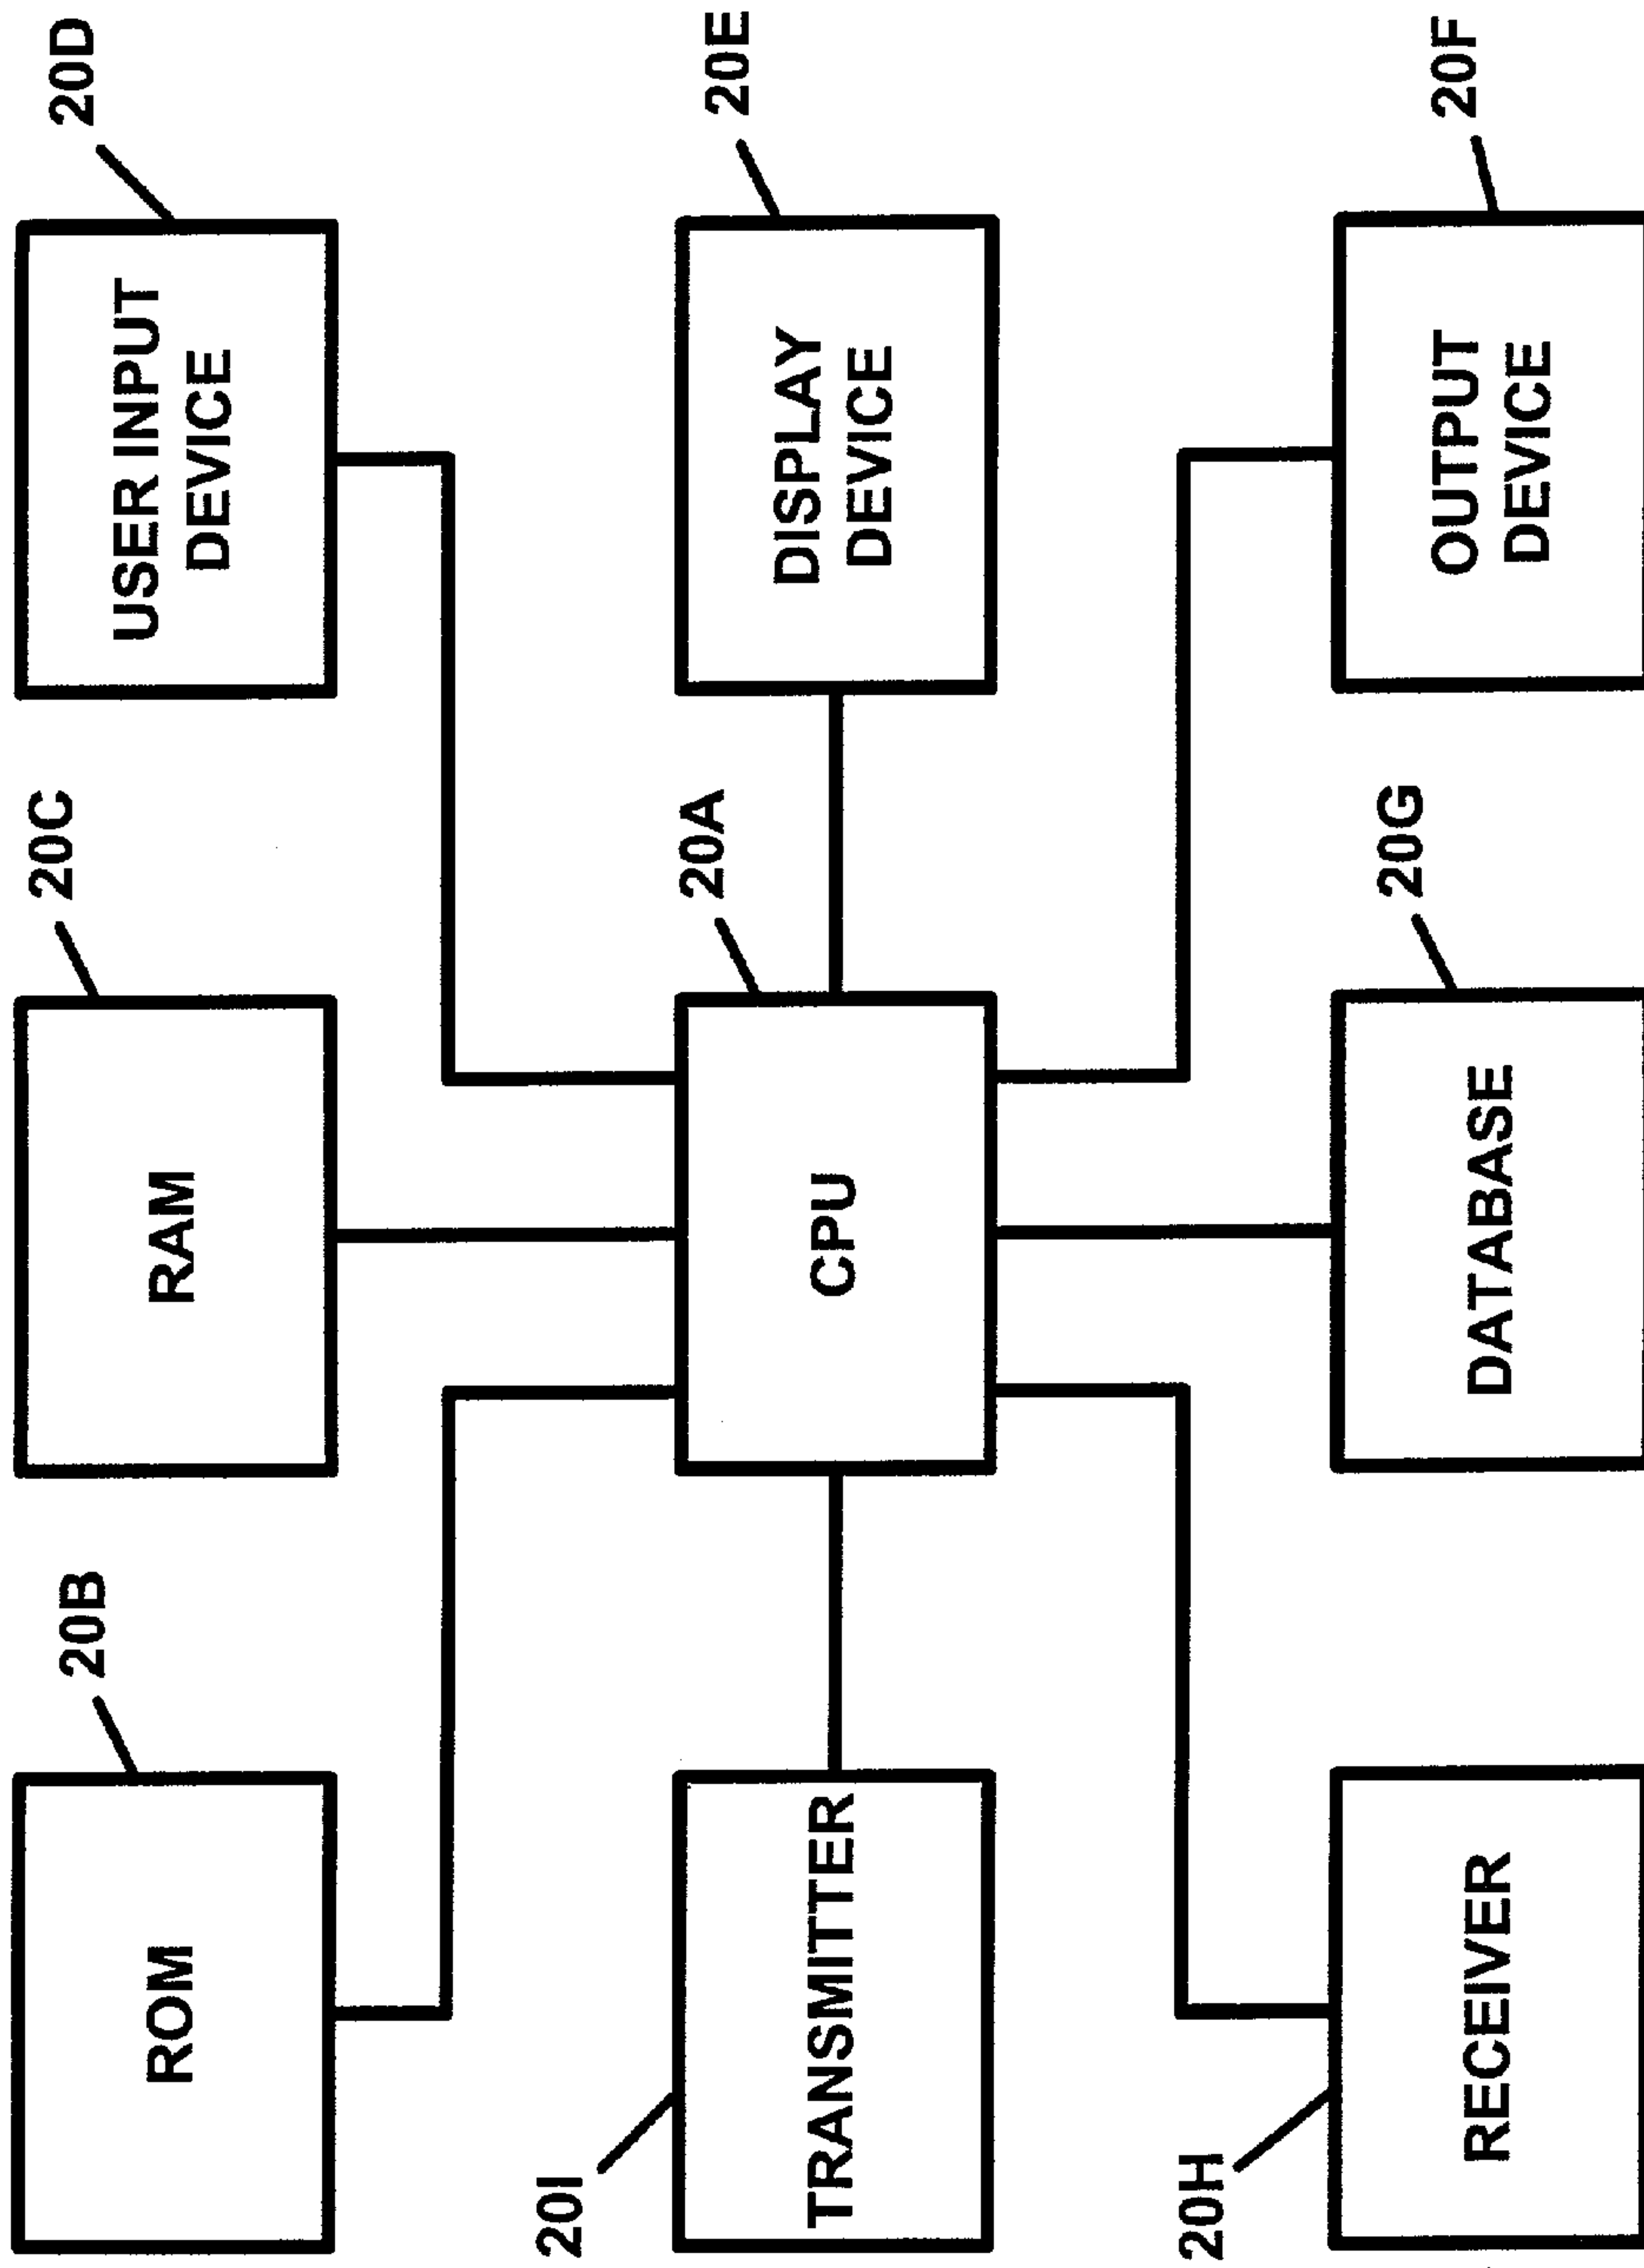 20B
ROM
20C
RAM
20D
USER INPUT
DEVICE
20I
TRANSMITTER
20A
CPU
20E
DISPLAY
DEVICE
20H
RECEIVER
20G
DATABASE
20F
OUTPUT
DEVICE